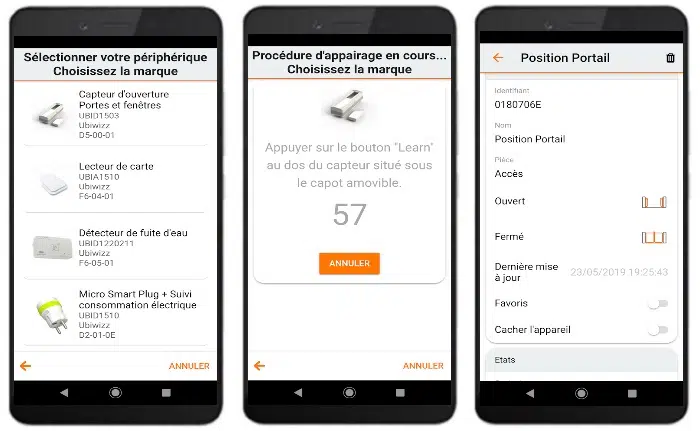 Sélectionner votre périphérique
Choisissez la marque
Capteur d'ouverture
Portes et fenêtres
UBID1503
Ubiwizz
D5-00-01
Lecteur de carte
UBIA1510
Ubiwizz
F6-04-01
Détecteur de fuite d'eau
UBID1220211
Ubiwizz
F6-05-01
Micro Smart Plug + Suivi
consommation électrique
UBID1510
Ubiwizz
D2-01-0E
ANNULER
Procédure d'appairage en cours...
Choisissez la marque
Appuyer sur le bouton "Learn"
au dos du capteur situé sous
le capot amovible.
57
ANNULER
ANNULER
Position Portail
Identifiant
0180706E
Nom
Position Portail
Pièce
Accès
Ouvert
Fermé
Dernière mise
à jour
23/05/2019 19:25:43
Favoris
Cacher l'appareil
Etats